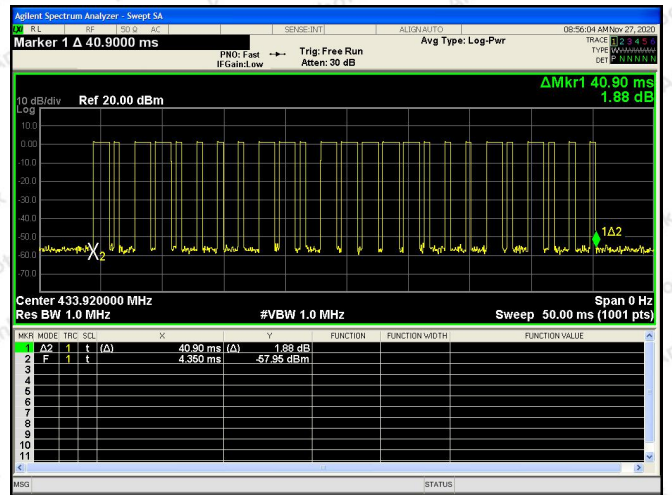 Agilent Spectrum Analyzer - Swept SA
LXI RL RF 50 Ω AC SENSE:INT ALIGN AUTO 08:56:04 AM Nov 27, 2020
Marker 1 Δ 40.9000 ms Avg Type: Log-Pwr TRACE 1 2 3 4 5 6
PNO: Fast Trig: Free Run TYPE
IFGain:Low Atten: 30 dB DET P N N N N N
ΔMkr1 40.90 ms
10 dB/div Ref 20.00 dBm 1.88 dB
Log
10.0
0.00
-10.0
-20.0
-30.0
-40.0
-50.0
1Δ2
X2
-60.0
-70.0
Center 433.920000 MHz Span 0 Hz
Res BW 1.0 MHz #VBW 1.0 MHz Sweep 50.00 ms (1001 pts)
MKR MODE TRC SCL X Y FUNCTION FUNCTION WIDTH FUNCTION VALUE
1 Δ2 1 t (Δ) 40.90 ms (Δ) 1.88 dB
2 F 1 t 4.350 ms -57.95 dBm
3
4
5
6
7
8
9
10
11
MSG STATUS